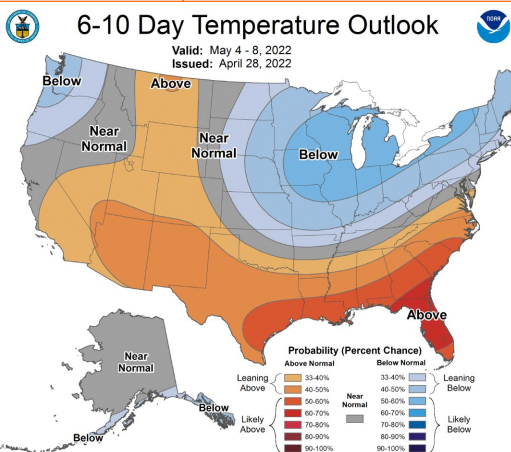 6-10 Day Temperature Outlook
NOAA
Valid: May 4 - 8, 2022
Issued: April 28, 2022
Below
Above
Near
Normal
Near
Normal
Below
Above
Near
Normal
Below
Below
Probability (Percent Chance)
Above Normal
Below Normal
Leaning
Above
33-40%
40-50%
50-60%
60-70%
70-80%
80-90%
90-100%
Likely
Above
Near
Normal
33-40%
40-50%
50-60%
60-70%
70-80%
80-90%
90-100%
Leaning
Below
Likely
Below